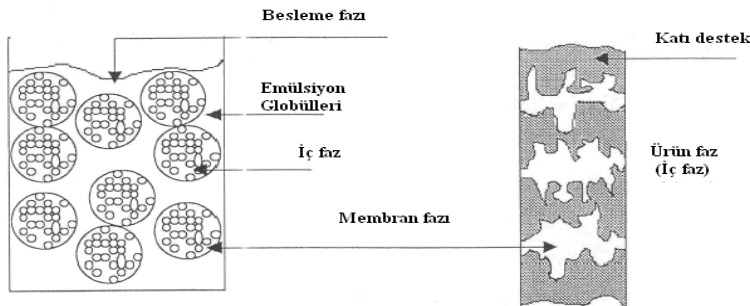 Besleme fazı
Katı destek
Emülsiyon
Globülleri
İç faz
Ürün faz
(İç faz)
Membran fazı